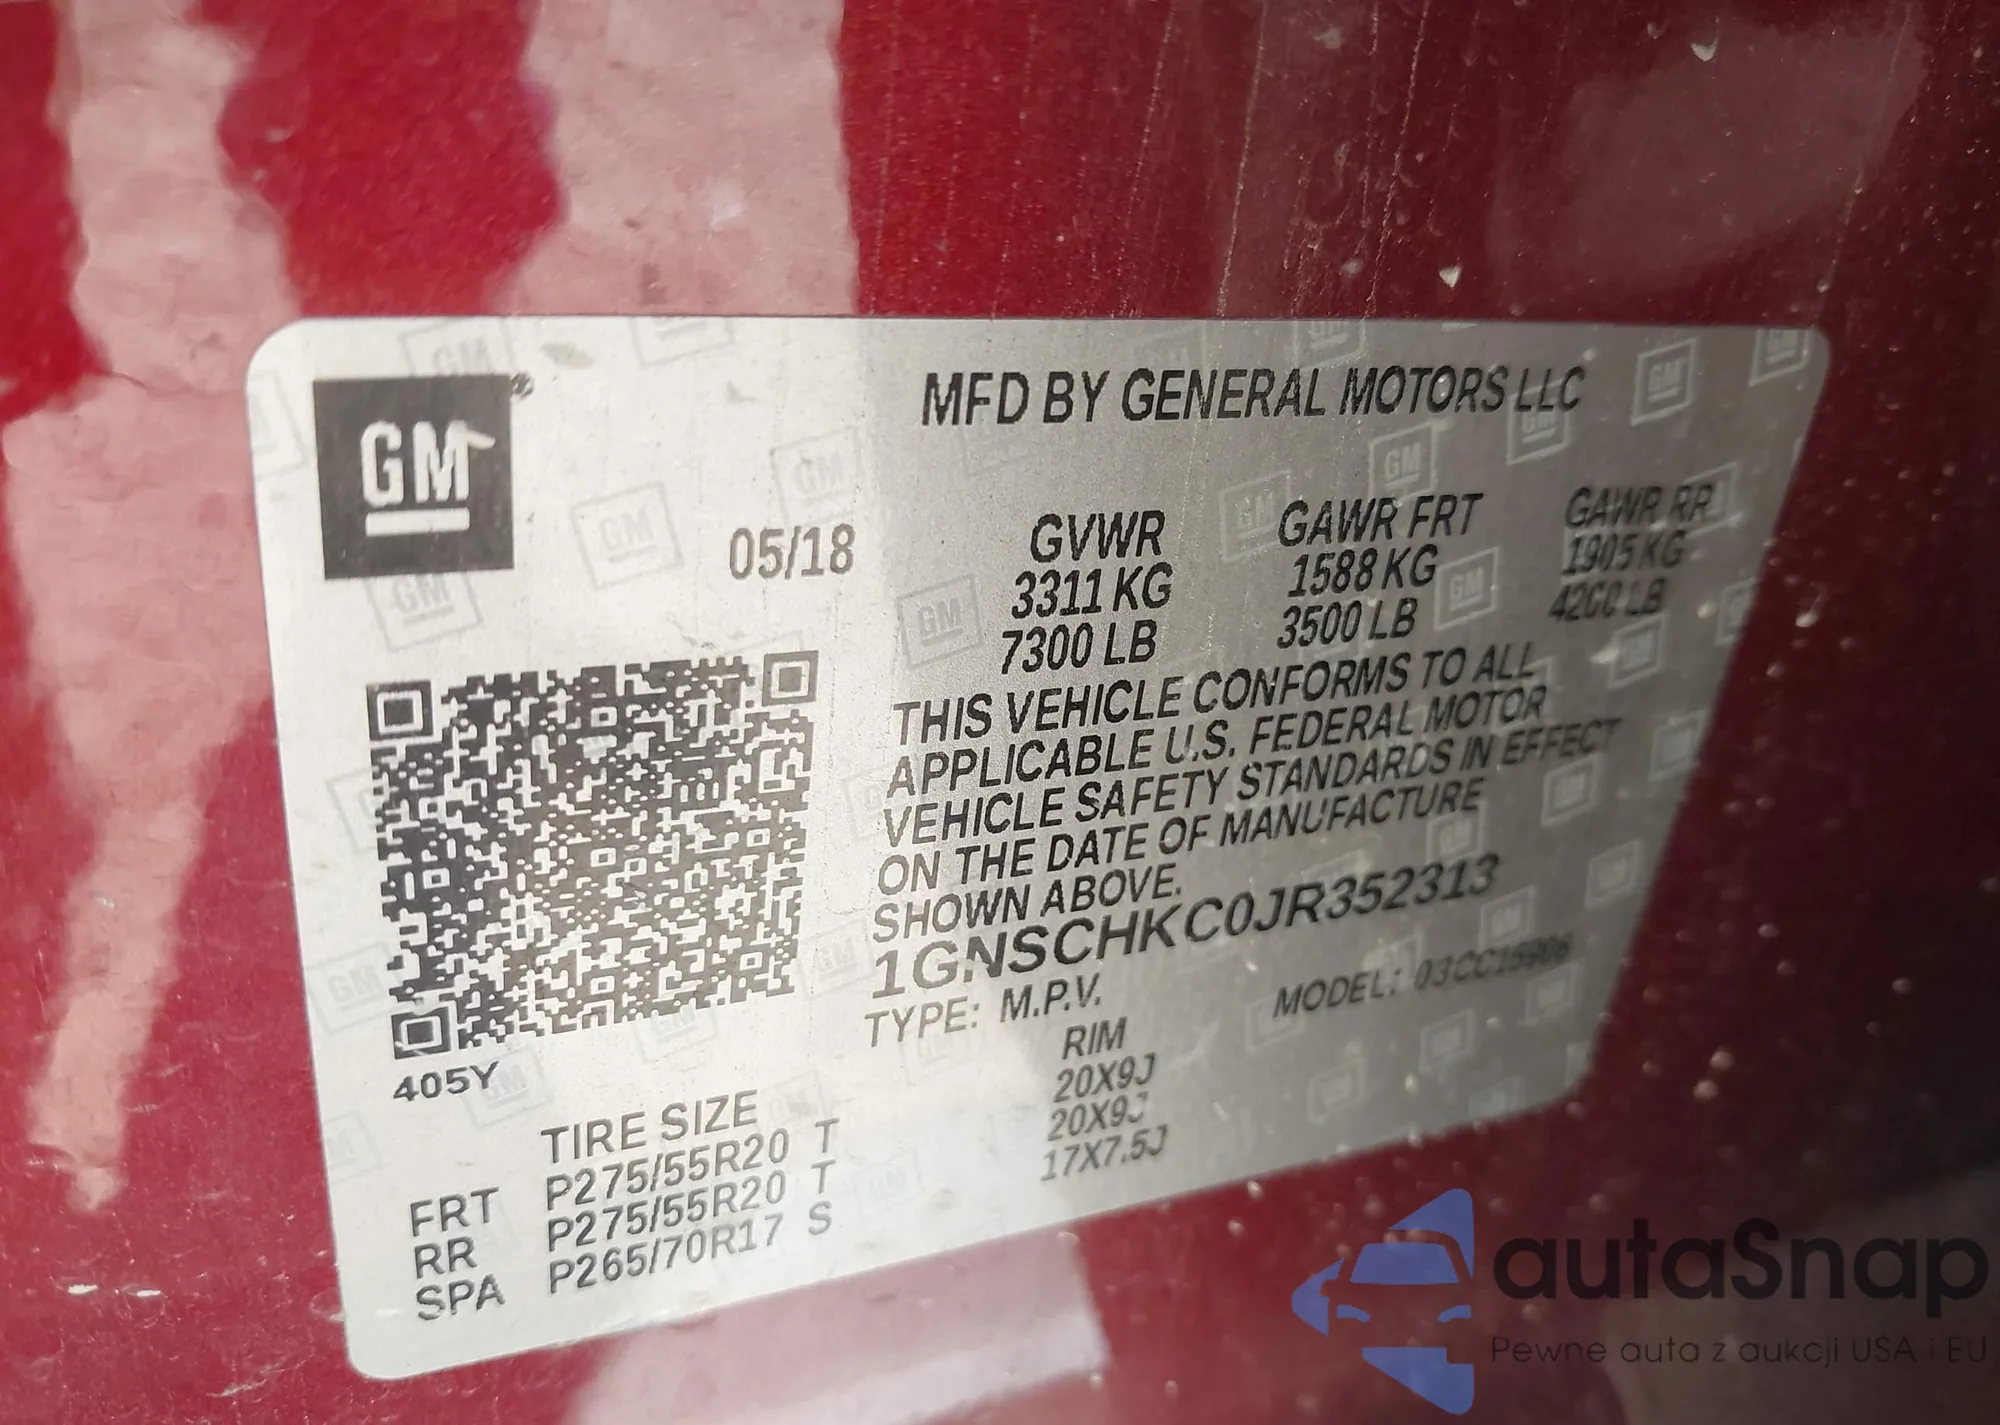 GM®
MFD BY GENERAL MOTORS LLC
05/18
GVWR GAWR FRT GAWR RR
3311 KG 1588 KG 1905 KG
7300 LB 3500 LB 4200 LB
THIS VEHICLE CONFORMS TO ALL
APPLICABLE U.S. FEDERAL MOTOR
VEHICLE SAFETY STANDARDS IN EFFECT
ON THE DATE OF MANUFACTURE
SHOWN ABOVE.
1GNSCHKC0JR352313
TYPE: M.P.V. MODEL: 03CC15906
405Y
TIRE SIZE RIM
FRT P275/55R20 T 20X9J
RR P275/55R20 T 20X9J
SPA P265/70R17 S 17X7.5J
autaSnap
Pewne auta z aukcji USA i EU